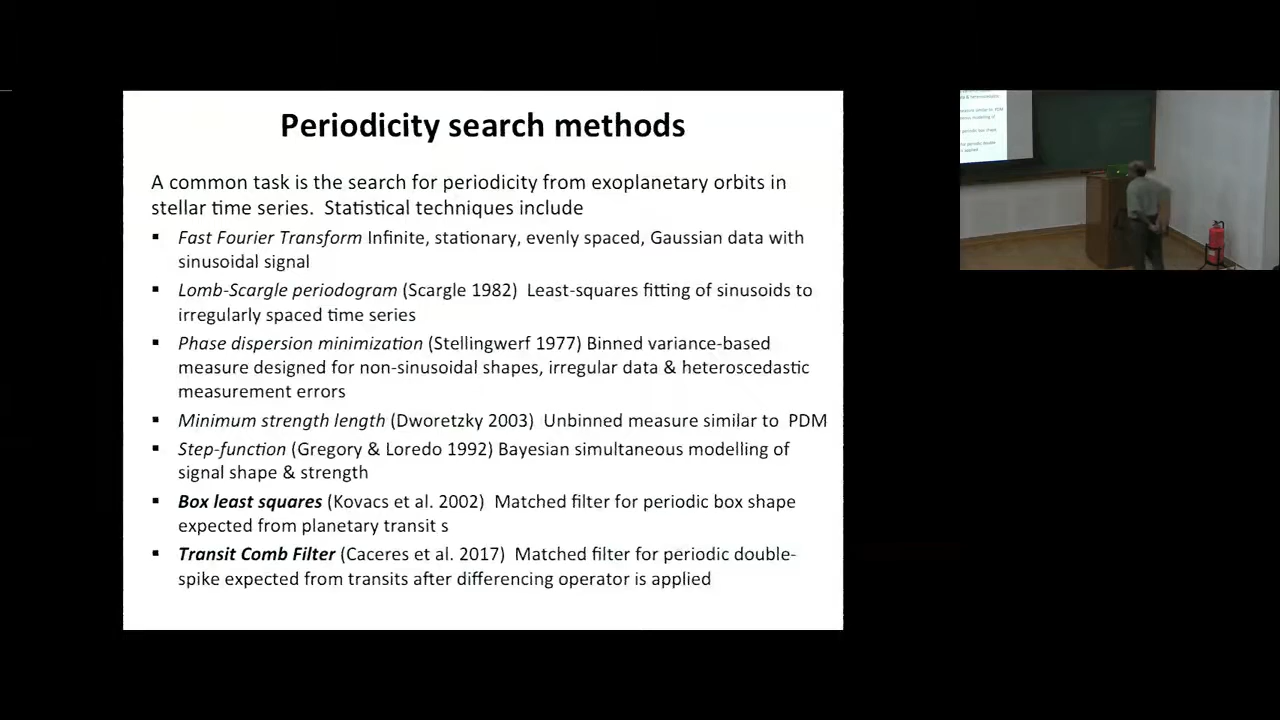 Periodicity search methods
A common task is the search for periodicity from exoplanetary orbits in
stellar time series.  Statistical techniques include
▪ Fast Fourier Transform Infinite, stationary, evenly spaced, Gaussian data with
sinusoidal signal
▪ Lomb-Scargle periodogram (Scargle 1982)  Least-squares fitting of sinusoids to
irregularly spaced time series
▪ Phase dispersion minimization (Stellingwerf 1977) Binned variance-based
measure designed for non-sinusoidal shapes, irregular data & heteroscedastic
measurement errors
▪ Minimum strength length (Dworetzky 2003)  Unbinned measure similar to  PDM
▪ Step-function (Gregory & Loredo 1992) Bayesian simultaneous modelling of
signal shape & strength
▪ Box least squares (Kovacs et al. 2002)  Matched filter for periodic box shape
expected from planetary transit s
▪ Transit Comb Filter (Caceres et al. 2017)  Matched filter for periodic double-
spike expected from transits after differencing operator is applied